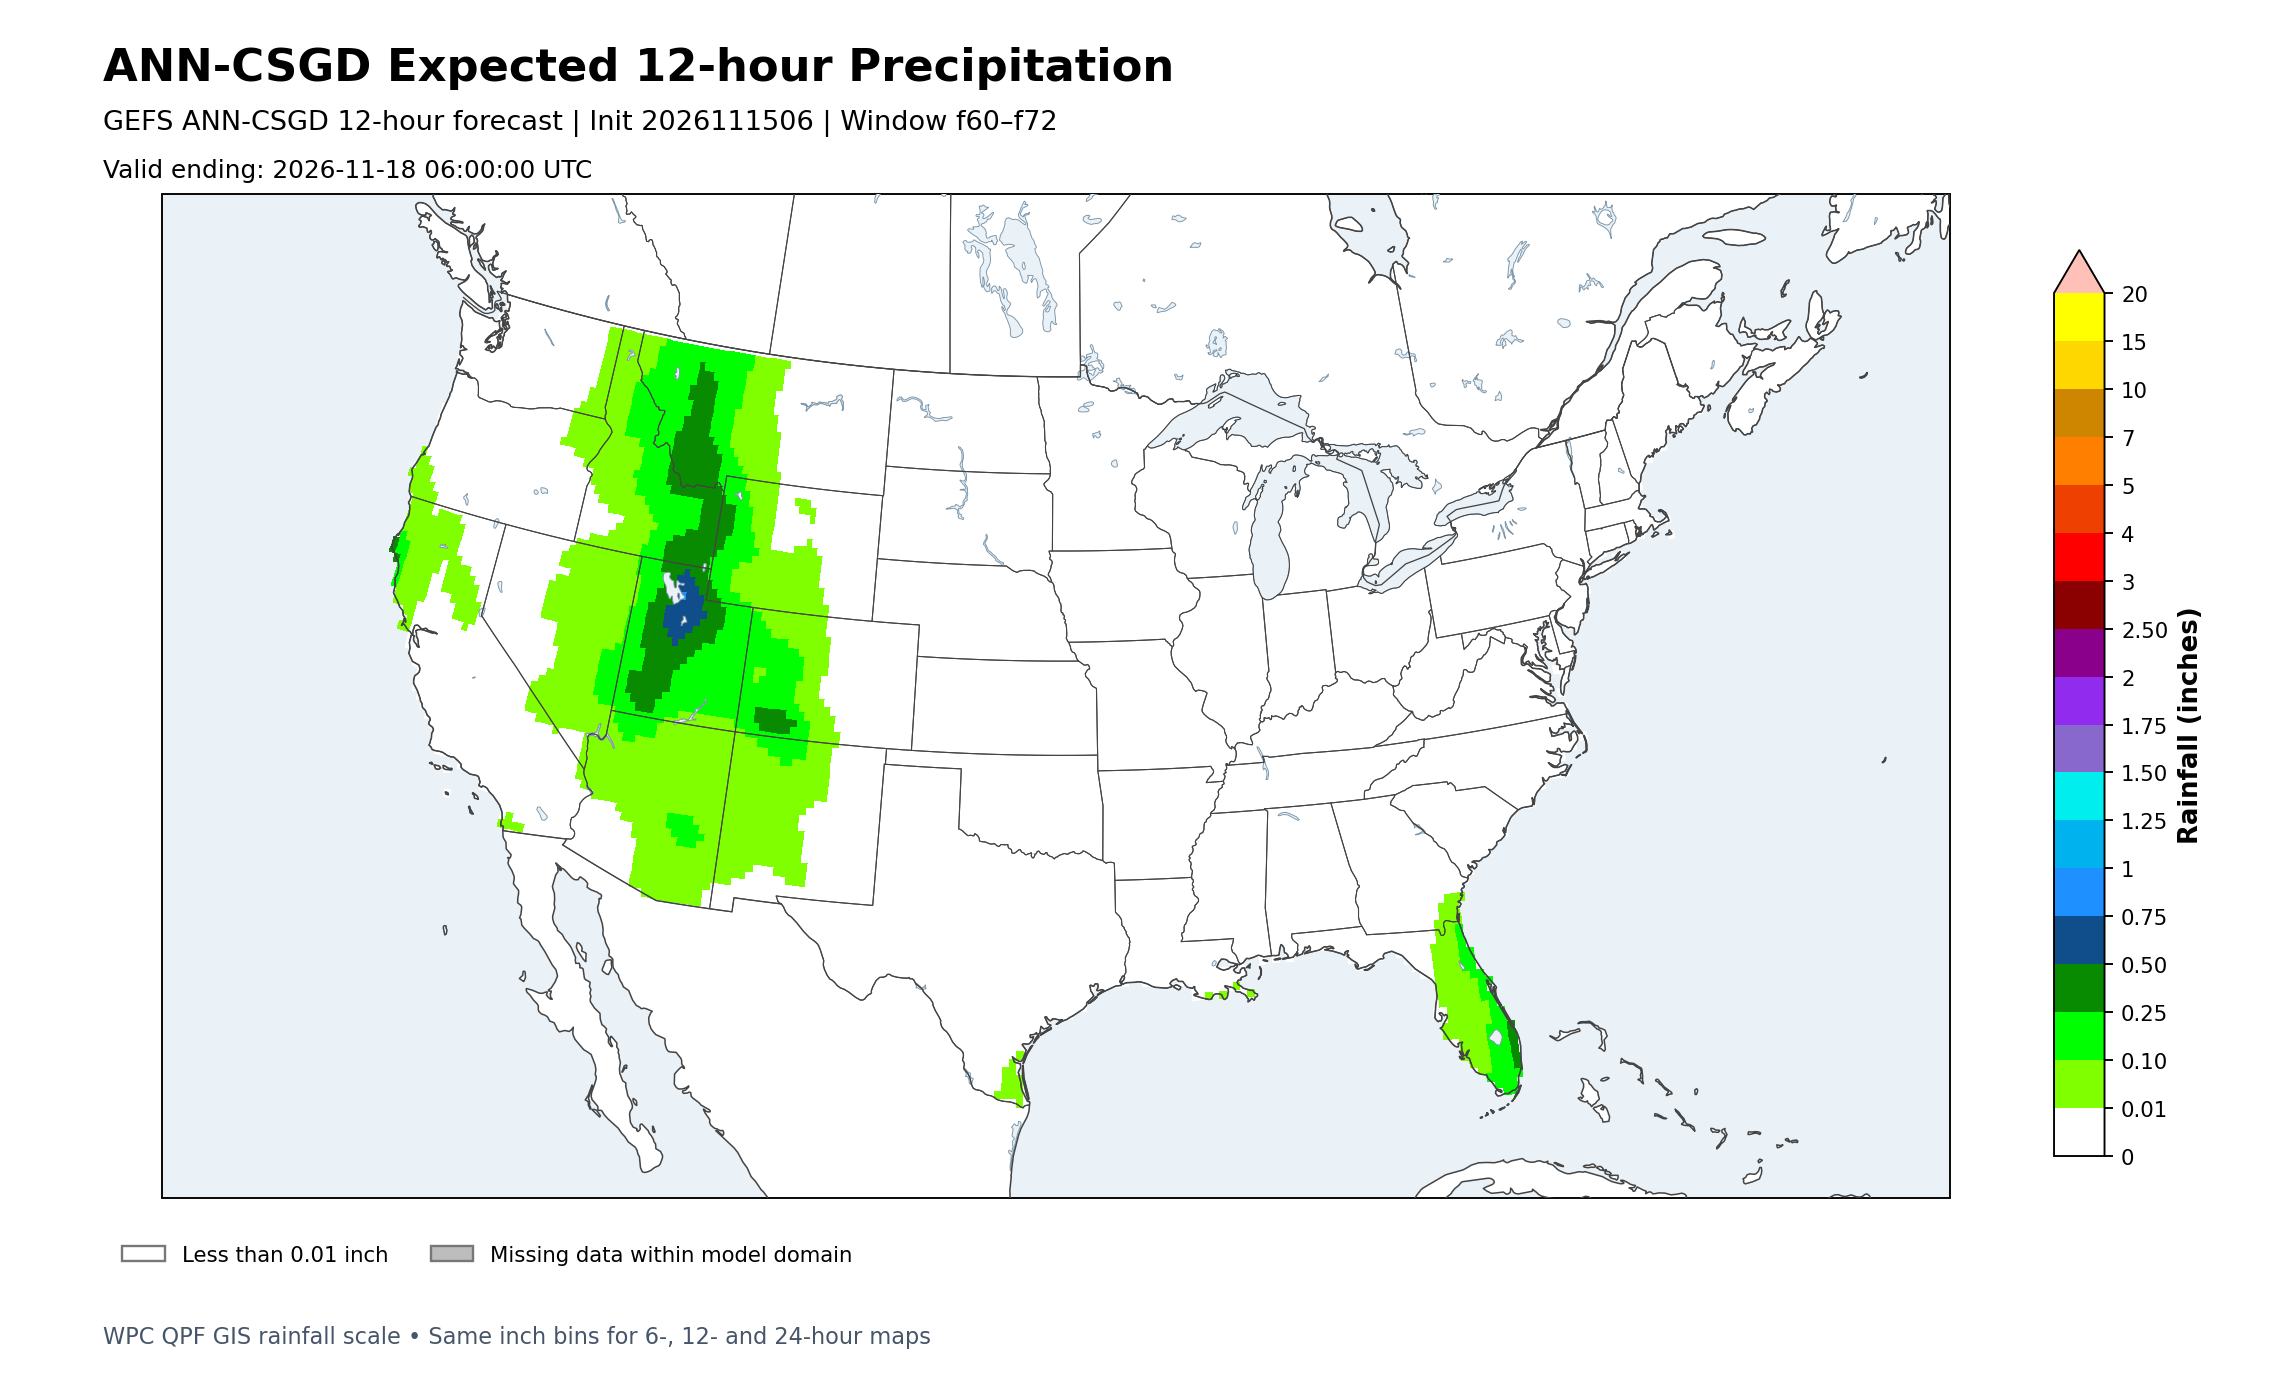 ANN-CSGD Expected 12-hour Precipitation
GEFS ANN-CSGD 12-hour forecast | Init 2026111506 | Window f60–f72
Valid ending: 2026-11-18 06:00:00 UTC
20
15
10
7
5
4
3
2.50
2
1.75
1.50
1.25
1
0.75
0.50
0.25
0.10
0.01
0
Rainfall (inches)
Less than 0.01 inch
Missing data within model domain
WPC QPF GIS rainfall scale • Same inch bins for 6-, 12- and 24-hour maps